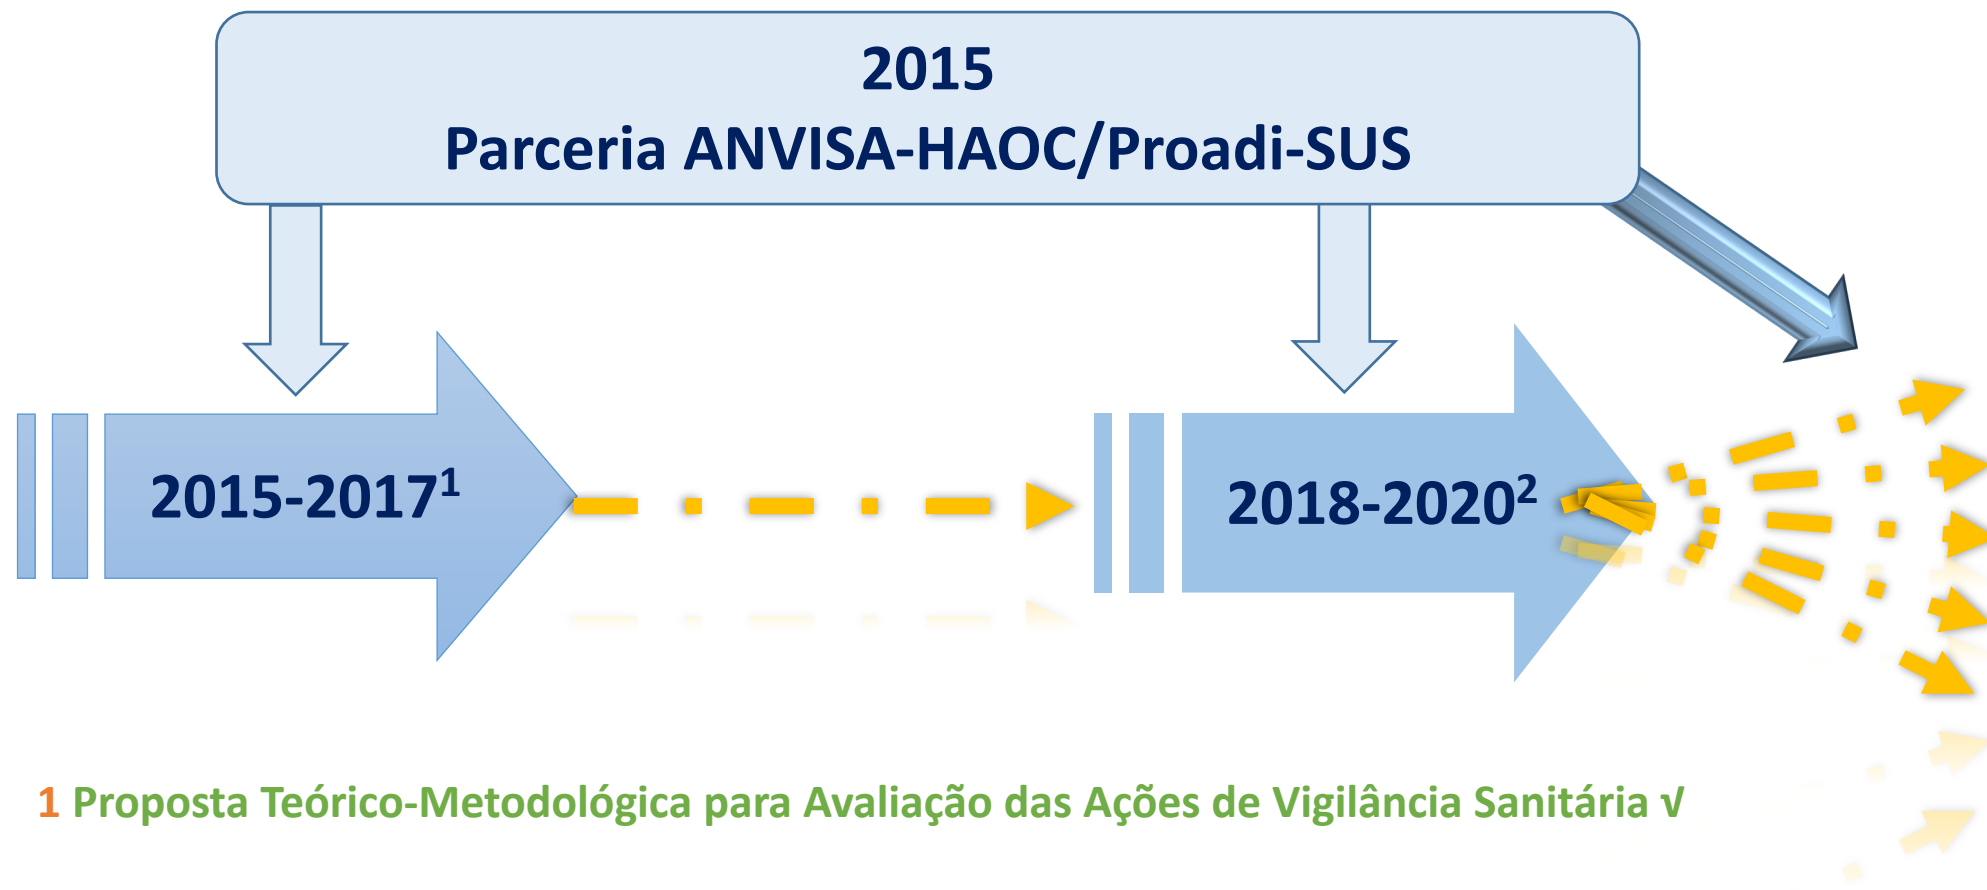 2015
Parceria ANVISA-HAOC/Proadi-SUS
2015-2017¹
2018-2020²
1 Proposta Teórico-Metodológica para Avaliação das Ações de Vigilância Sanitária √